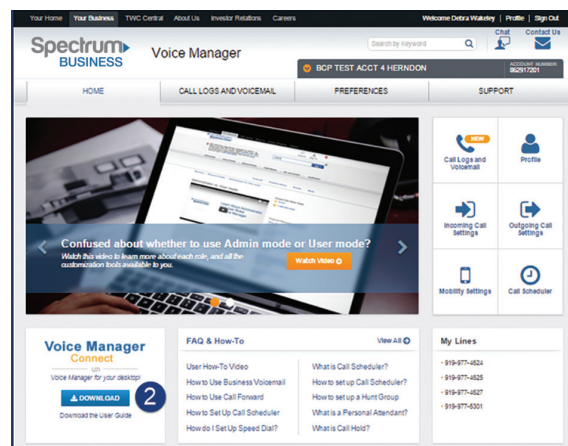 Your Home Your Business TWC Central About Us Investor Relations Careers Welcome Debra Wakeley | Profile | Sign Out
Spectrum
BUSINESS
Voice Manager
Search by Keyword
Chat
Contact Us
BCP TEST ACCT 4 HERNDON
ACCOUNT NUMBER
862917201
HOME CALL LOGS AND VOICEMAIL PREFERENCES SUPPORT
Confused about whether to use Admin mode or User mode?
Watch this video to learn more about each role, and all the
customization tools available to you.
Watch Video
NEW
Call Logs and
Voicemail
Profile
Incoming Call
Settings
Outgoing Call
Settings
Mobility Settings
Call Scheduler
Voice Manager
Connect
Voice Manager for your desktop!
DOWNLOAD
2
Download the User Guide
FAQ & How-To View All
User How-To Video
How to Use Business Voicemail
How to Use Call Forward
How to Set Up Call Scheduler
How do I Set Up Speed Dial?
What is Call Scheduler?
How to set up Call Scheduler?
How to set up a Hunt Group
What is a Personal Attendant?
What is Call Hold?
My Lines
919-977-4624
919-977-4625
919-977-4627
919-977-6301